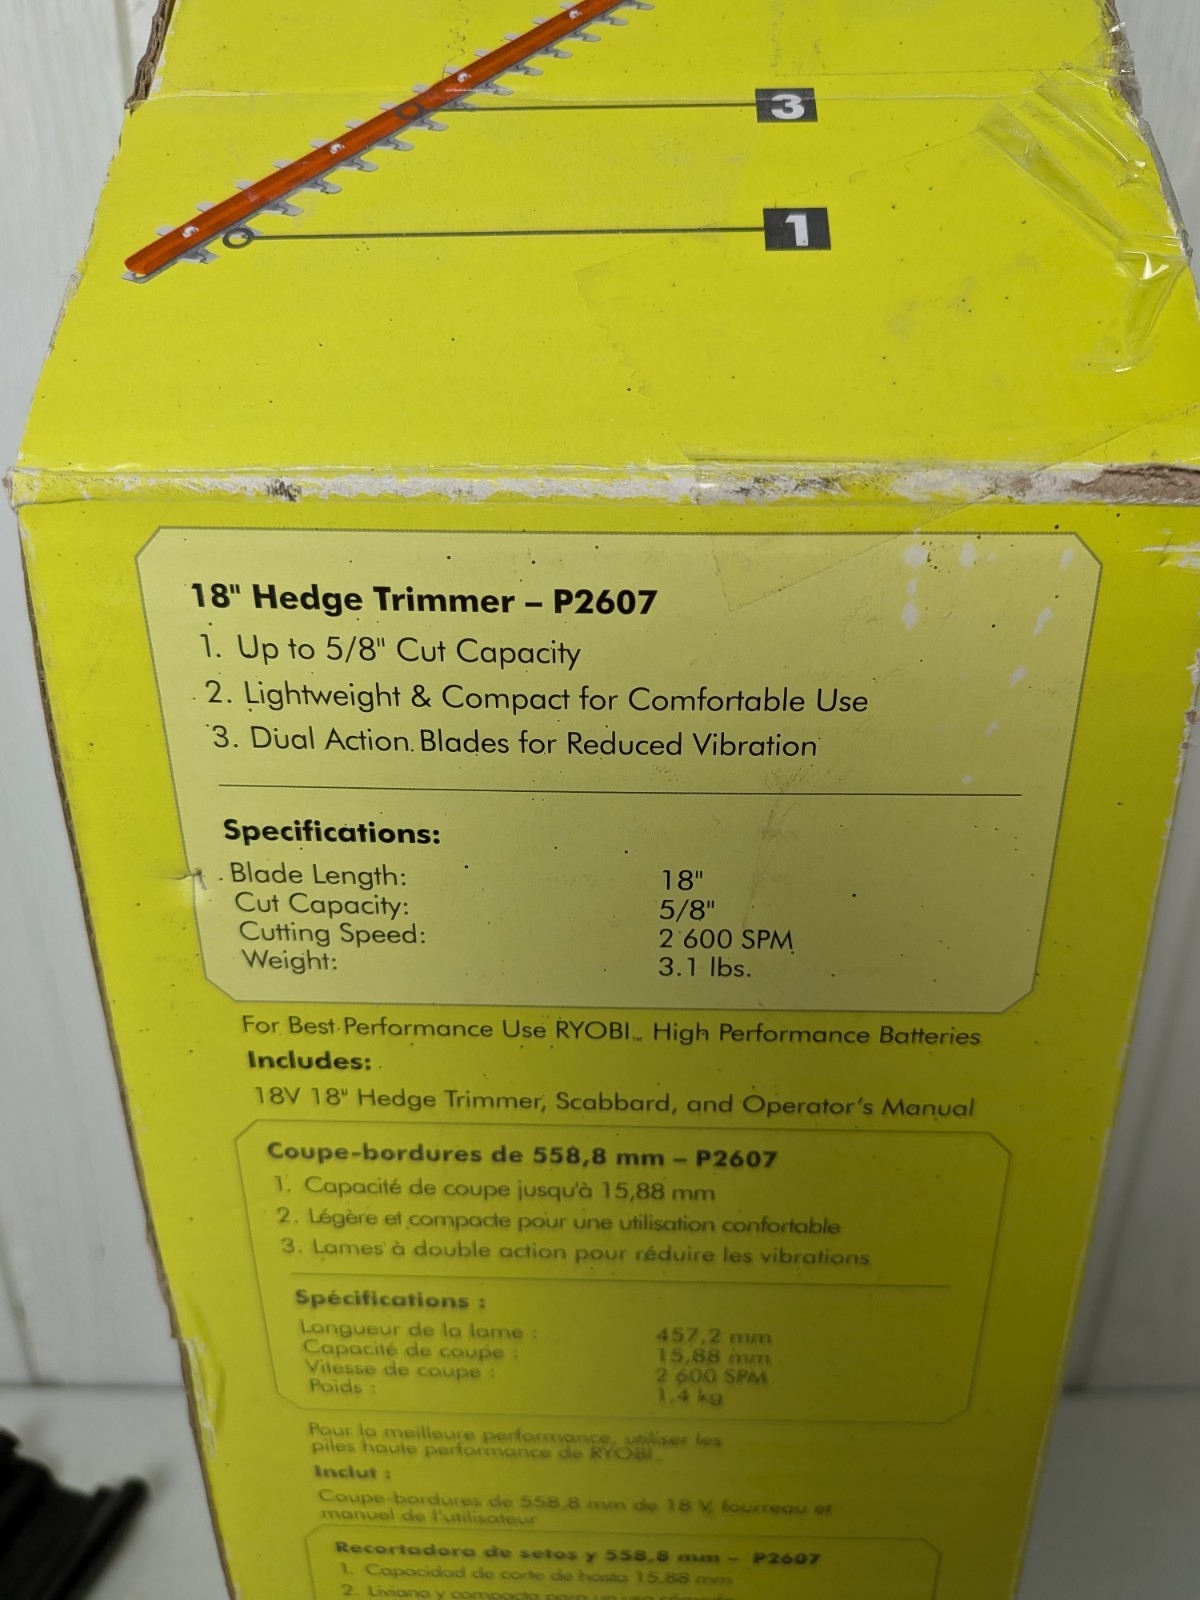 3
1
18" Hedge Trimmer – P2607
1. Up to 5/8" Cut Capacity
2. Lightweight & Compact for Comfortable Use
3. Dual Action Blades for Reduced Vibration
Specifications:
Blade Length: 18"
Cut Capacity: 5/8"
Cutting Speed: 2 600 SPM
Weight: 3.1 lbs.
For Best Performance Use RYOBI™ High Performance Batteries
Includes:
18V 18" Hedge Trimmer, Scabbard, and Operator's Manual
Coupe-bordures de 558,8 mm – P2607
1. Capacité de coupe jusqu'à 15,88 mm
2. Légère et compacte pour une utilisation confortable
3. Lames à double action pour réduire les vibrations
Spécifications :
Longueur de la lame : 457,2 mm
Capacité de coupe : 15,88 mm
Vitesse de coupe : 2 600 SPM
Poids : 1,4 kg
Pour la meilleure performance, utiliser les
piles haute performance de RYOBI™
Inclut :
Coupe-bordures de 558,8 mm de 18 V, fourreau et
manuel de l'utilisateur
Recortadora de setos y 558,8 mm – P2607
1. Capacidad de corte de hasta 15,88 mm
2. Liviana y compacta para un uso